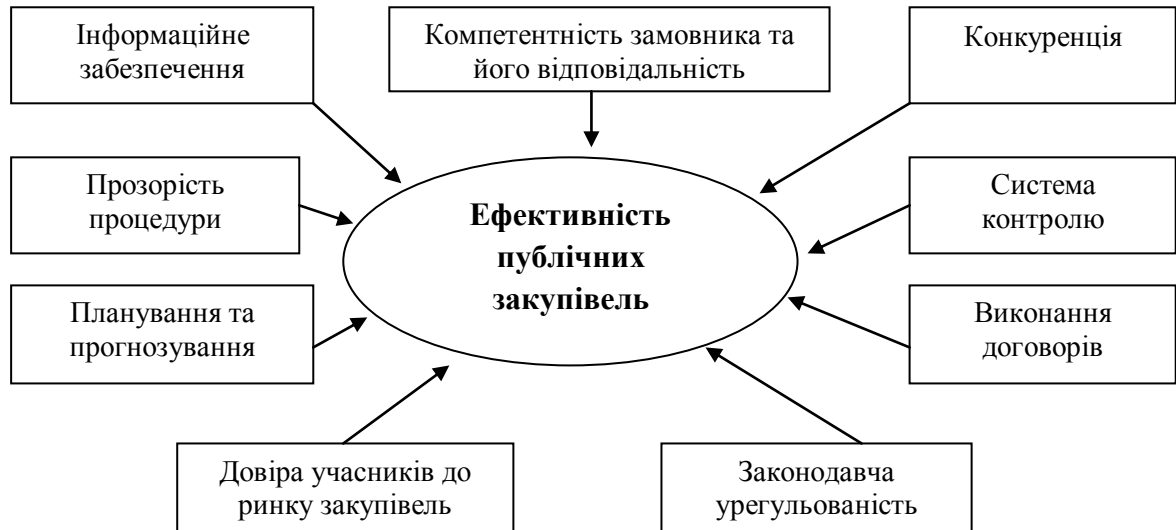 Інформаційне
забезпечення
Компетентність замовника та
його відповідальність
Конкуренція
Прозорість
процедури
Ефективність
публічних
закупівель
Система
контролю
Планування та
прогнозування
Виконання
договорів
Довіра учасників до
ринку закупівель
Законодавча
урегульованість